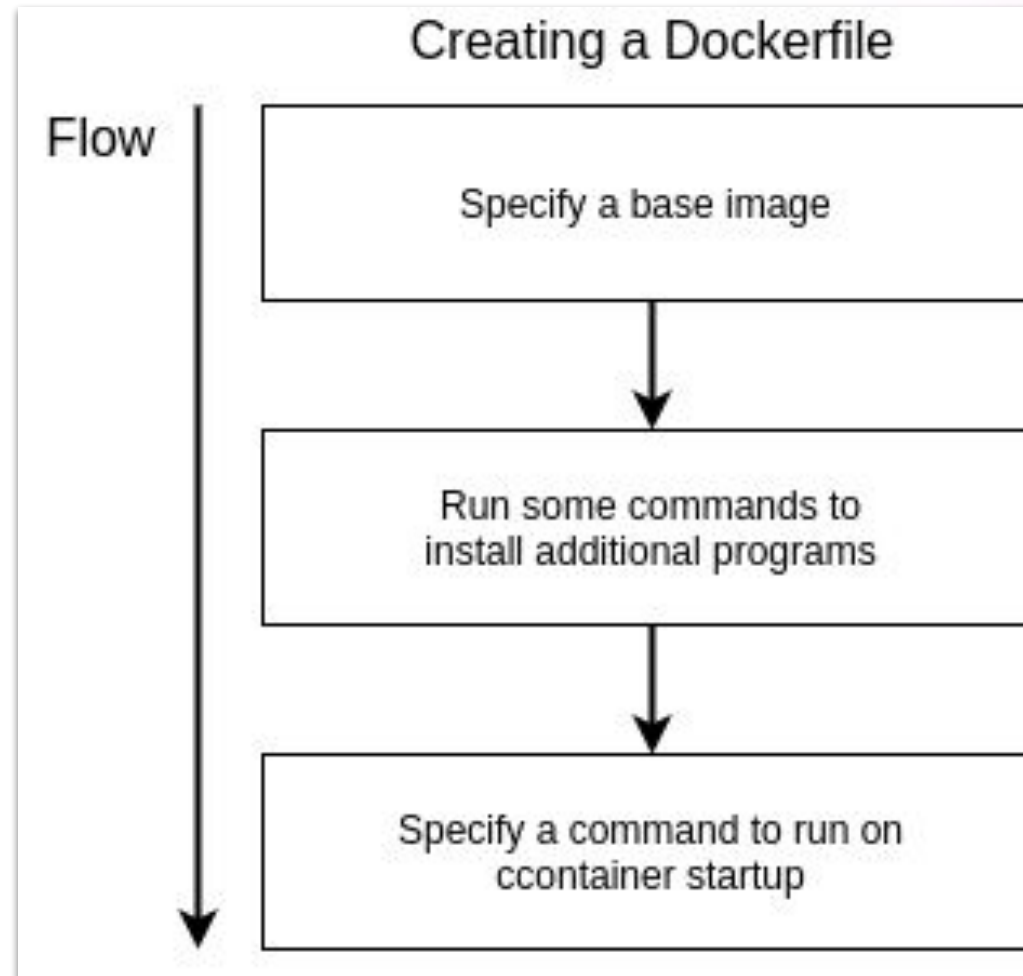 Creating a Dockerfile
Flow
Specify a base image
Run some commands to
install additional programs
Specify a command to run on
ccontainer startup